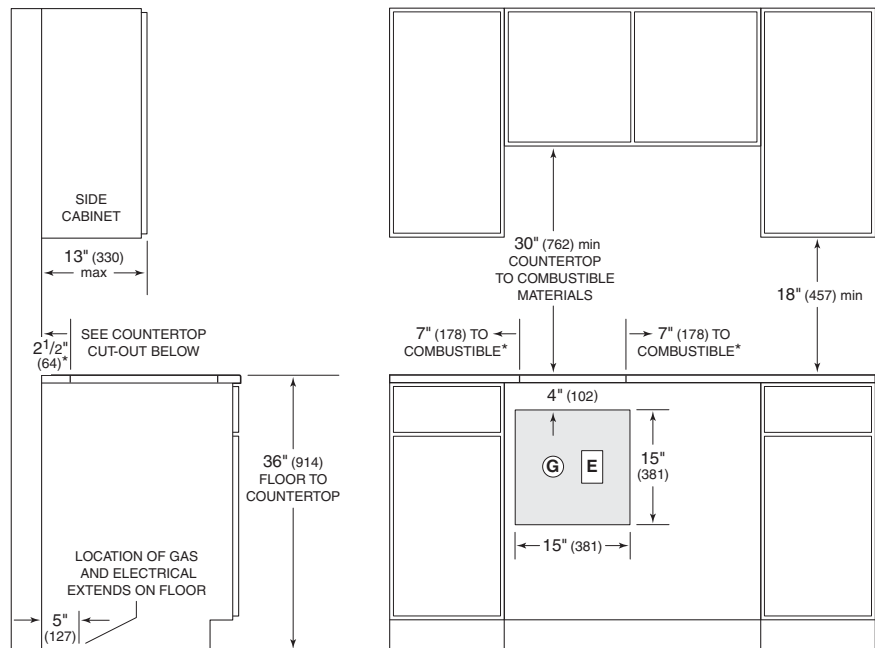 SIDE
CABINET
13" (330)
max
SEE COUNTERTOP
CUT-OUT BELOW
2 1/2"
(64)*
36" (914)
FLOOR TO
COUNTERTOP
LOCATION OF GAS
AND ELECTRICAL
EXTENDS ON FLOOR
5"
(127)
30" (762) min
COUNTERTOP
TO COMBUSTIBLE
MATERIALS
18" (457) min
7" (178) TO
COMBUSTIBLE*
7" (178) TO
COMBUSTIBLE*
4" (102)
G
E
15"
(381)
15" (381)